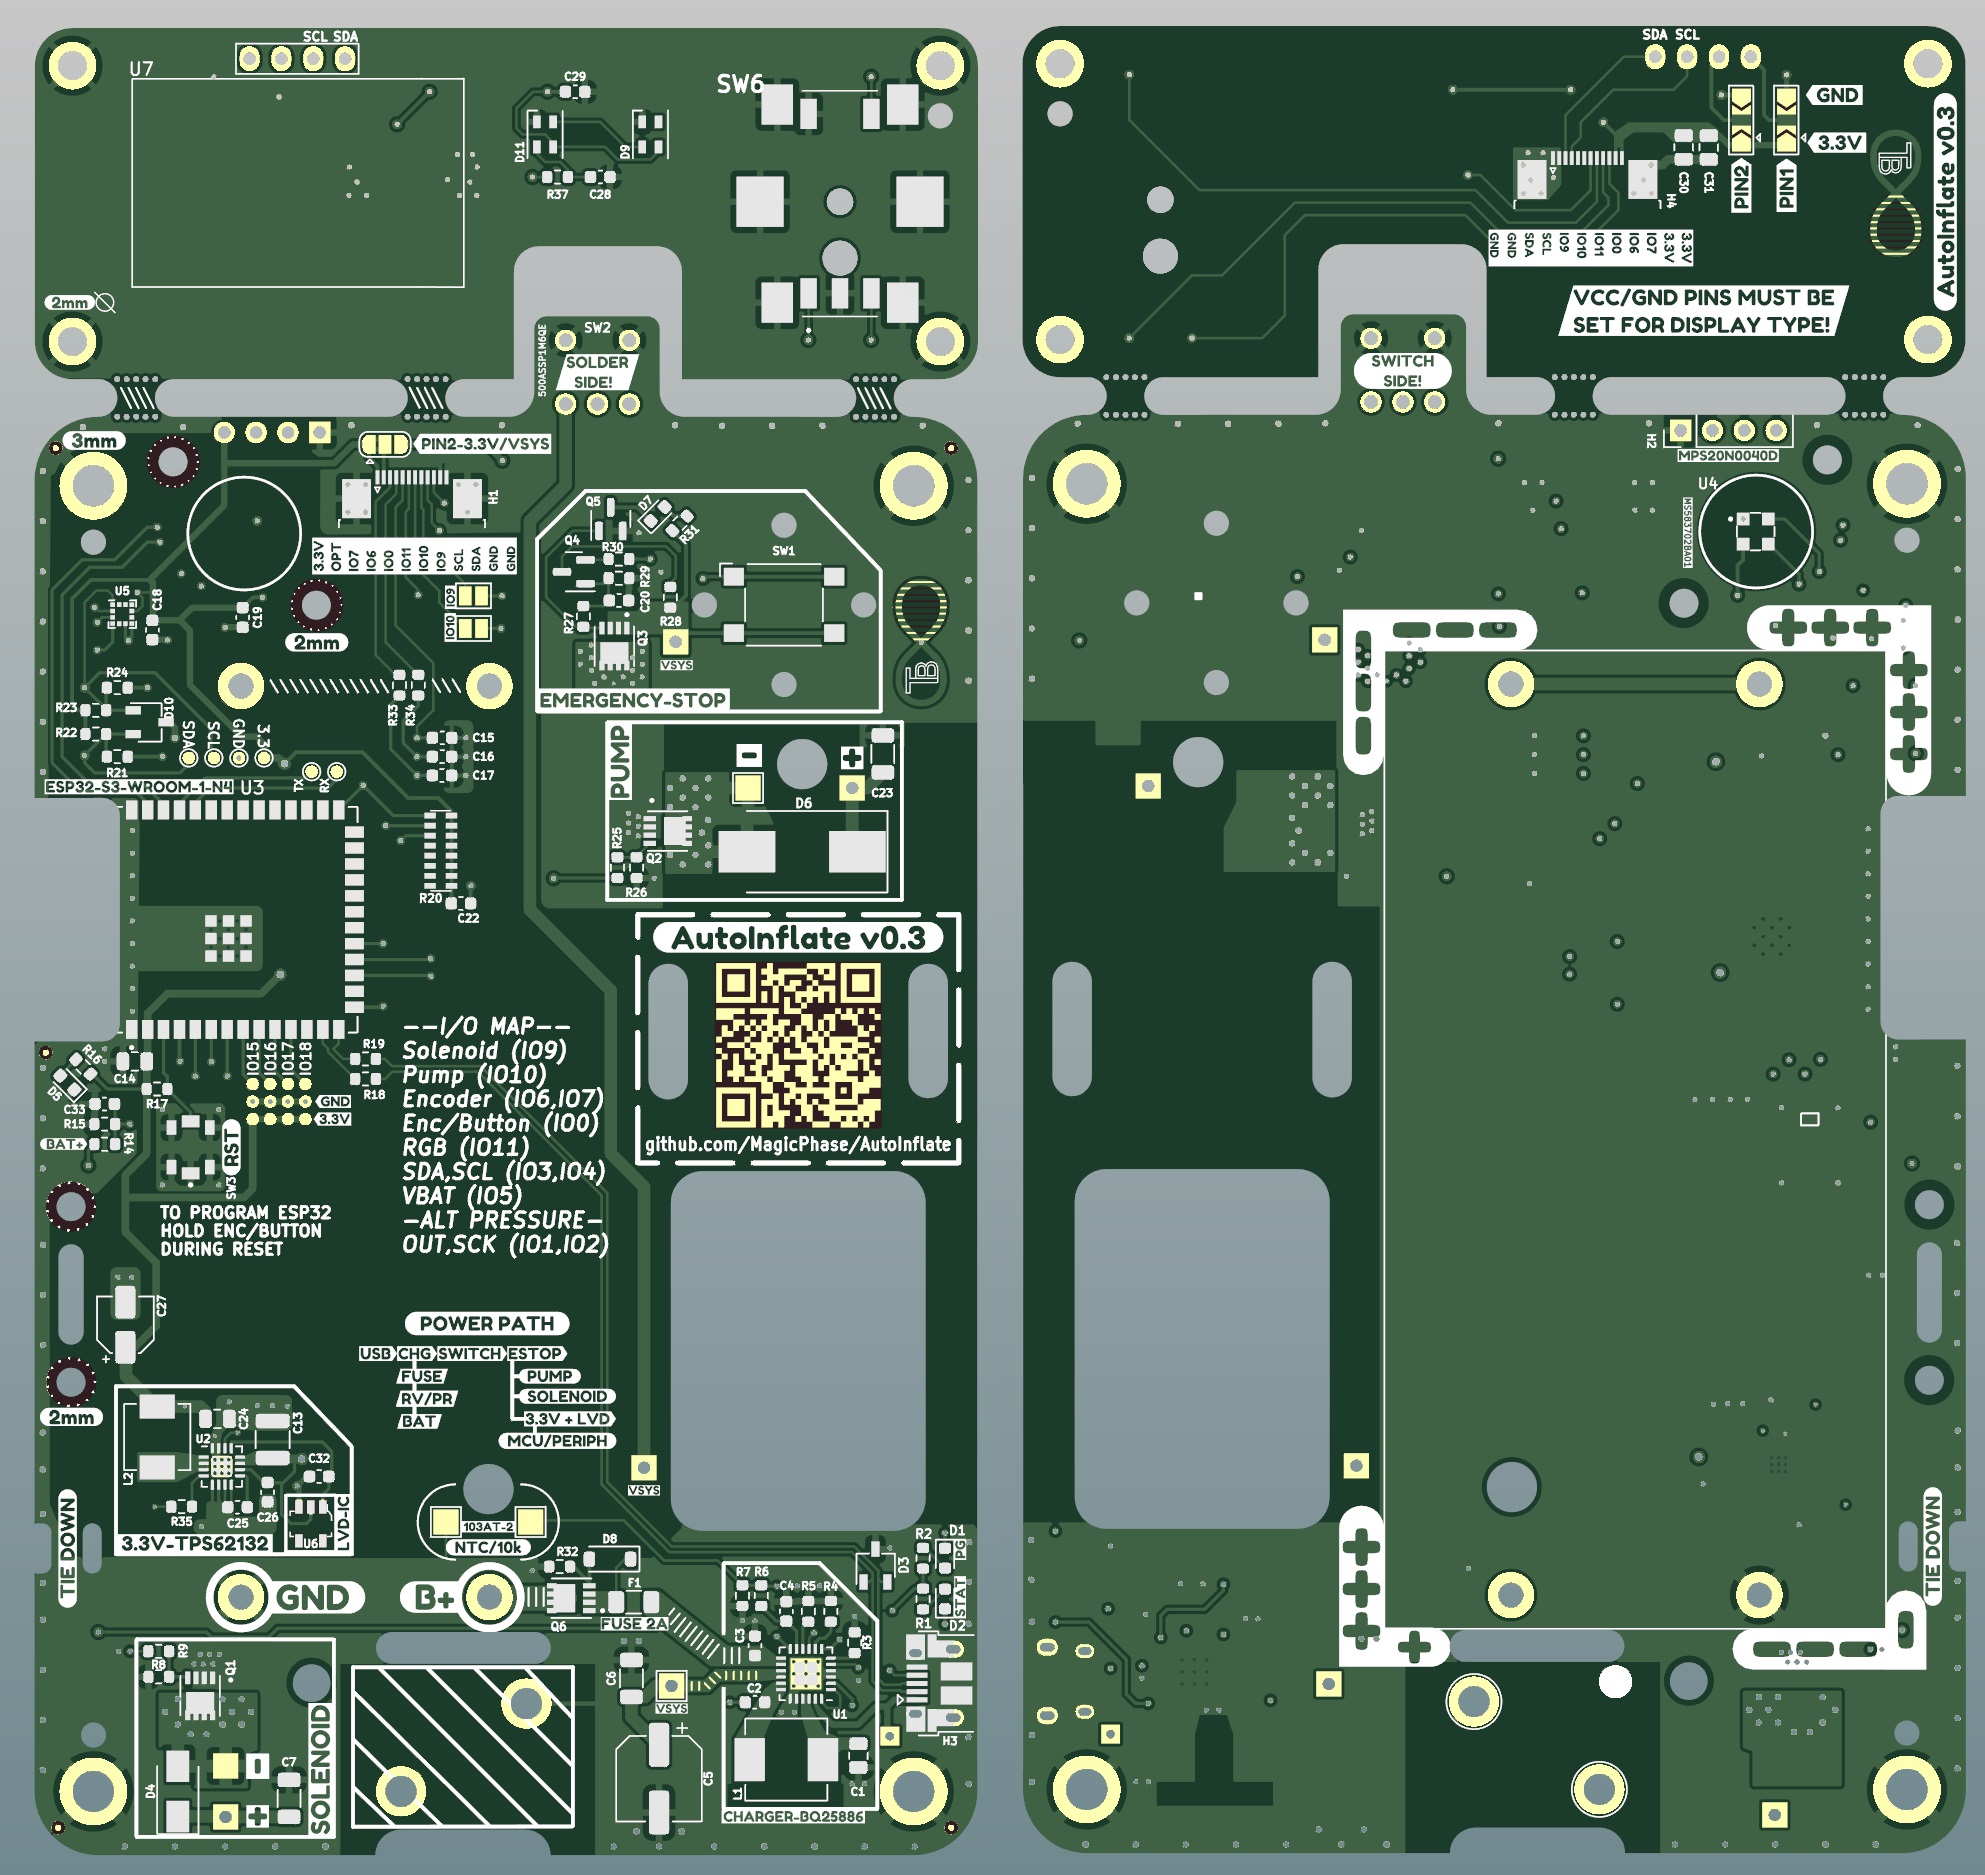 SCL SDA
U7
C29
SW6
D11
D9
R37
C28
2mm
SW2
500ASSP1M6QE
SOLDER
SIDE!
3mm
PIN2-3.3V/VSYS
H1
3.3V
OPT
IO7
IO6
IO0
IO11
IO10
IO9
SCL
SDA
GND
GND
Q5
D7
R31
Q4
R30
R29
C20
R27
R28
Q3
SW1
VSYS
EMERGENCY-STOP
TB
U5
C18
C19
2mm
IO9
IO10
R24
R23
D10
R22
R21
R33
R34
SDA
SCL
GND
3.3
TX
RX
C15
C16
C17
ESP32-S3-WROOM-1-N4
U3
PUMP
-
+
C23
D6
R25
Q2
R26
R20
C22
AutoInflate v0.3
github.com/MagicPhase/AutoInflate
--I/O MAP--
Solenoid (IO9)
Pump (IO10)
Encoder (IO6,IO7)
Enc/Button (IO0)
RGB (IO11)
SDA,SCL (IO3,IO4)
VBAT (IO5)
-ALT PRESSURE-
OUT,SCK (IO1,IO2)
IO15
IO16
IO17
IO18
GND
3.3V
R19
R18
R16
D5
C14
R17
C33
R15
BAT+
R14
RST
SW3
TO PROGRAM ESP32
HOLD ENC/BUTTON
DURING RESET
C27
+
2mm
POWER PATH
USB CHG SWITCH ESTOP
FUSE
PUMP
RV/PR
SOLENOID
BAT
3.3V + LVD
MCU/PERIPH
VSYS
L2
U2
C24
C13
C32
R35
C25
C26
U6
LVD-IC
3.3V-TPS62132
TIE DOWN
103AT-2
NTC/10k
GND
B+
R32
D8
Q6
F1
FUSE 2A
D3
R2
D1
PG
STAT
R1
D2
R7
R6
C4
R5
R4
C3
R3
C2
U1
L1
C1
CHARGER-BQ25886
H3
C6
VSYS
C5
+
R9
R8
Q1
D4
C7
-
+
SOLENOID
SDA SCL
GND
3.3V
PIN2
PIN1
C30
C31
H4
TB
AutoInflate v0.3
GND
GND
SDA
SCL
IO9
IO10
IO11
IO0
IO6
IO7
3.3V
3.3V
VCC/GND PINS MUST BE
SET FOR DISPLAY TYPE!
SWITCH
SIDE!
H2
MPS20N0040D
U4
MS583702BA01
TIE DOWN